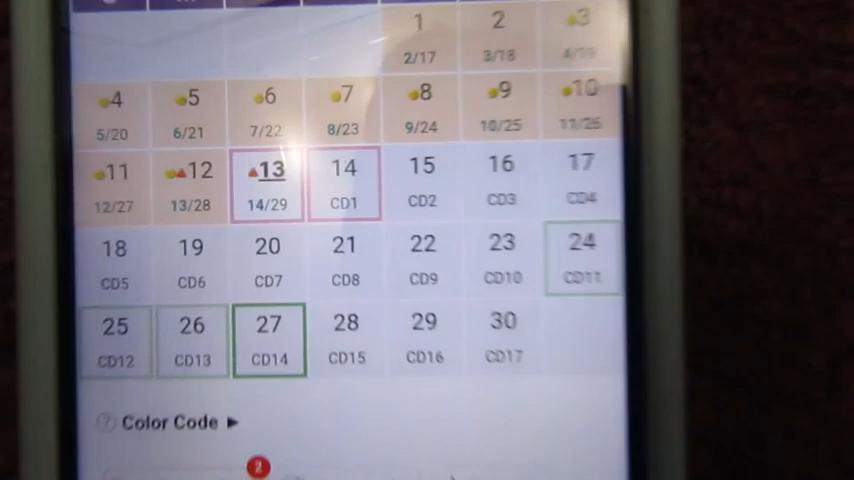 1 2 3
2/17 3/18 4/19
4 5 6 7 8 9 10
5/20 6/21 7/22 8/23 9/24 10/25 11/26
11 12 13 14 15 16 17
12/27 13/28 14/29 CD1 CD2 CD3 CD4
18 19 20 21 22 23 24
CD5 CD6 CD7 CD8 CD9 CD10 CD11
25 26 27 28 29 30
CD12 CD13 CD14 CD15 CD16 CD17
? Color Code
2